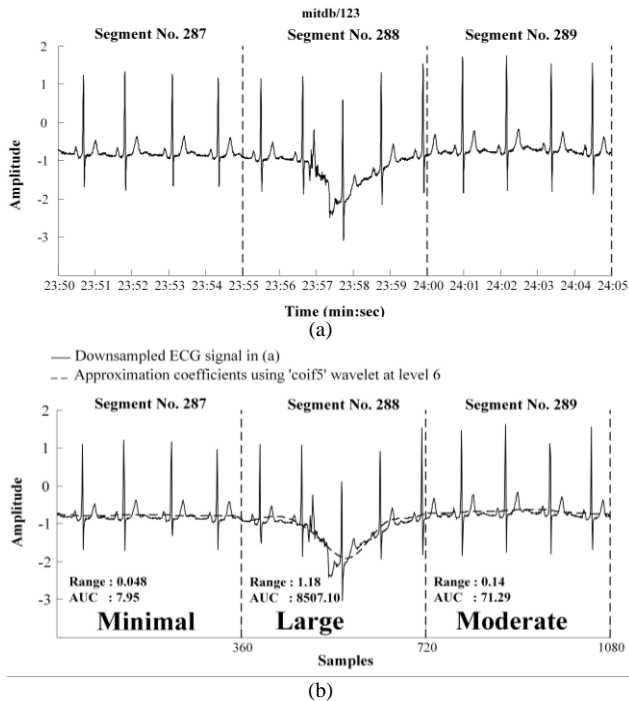 mitdb/123
Segment No. 287 Segment No. 288 Segment No. 289
2
1
0
-1
-2
-3
Amplitude
23:50 23:51 23:52 23:53 23:54 23:55 23:56 23:57 23:58 23:59 24:00 24:01 24:02 24:03 24:04 24:05
Time (min:sec)
(a)
Downsampled ECG signal in (a)
Approximation coefficients using 'coif5' wavelet at level 6
Segment No. 287 Segment No. 288 Segment No. 289
2
1
0
-1
-2
-3
Amplitude
Range : 0.048 Range : 1.18 Range : 0.14
AUC : 7.95 AUC : 8507.10 AUC : 71.29
Minimal Large Moderate
360 720 1080
Samples
(b)